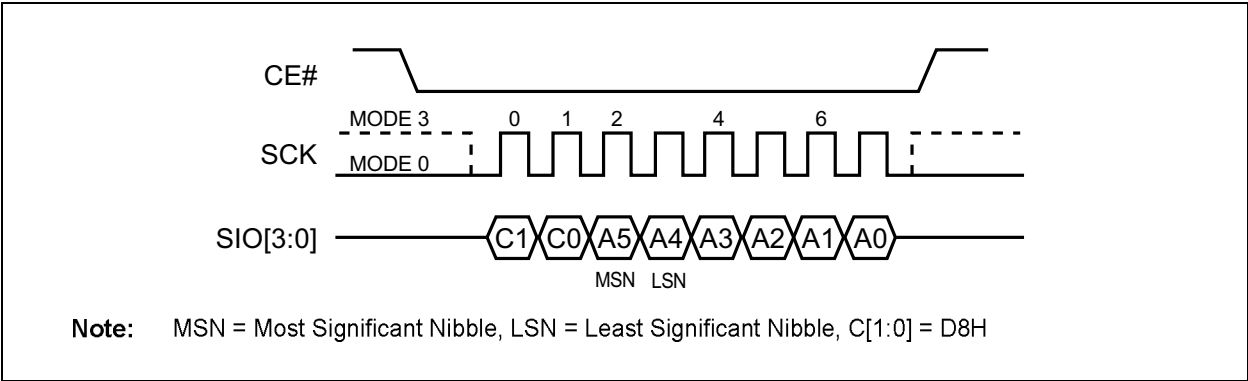 CE#
MODE 3 0 1 2 4 6
SCK
MODE 0
SIO[3:0] C1 C0 A5 A4 A3 A2 A1 A0
MSN LSN
Note: MSN = Most Significant Nibble, LSN = Least Significant Nibble, C[1:0] = D8H